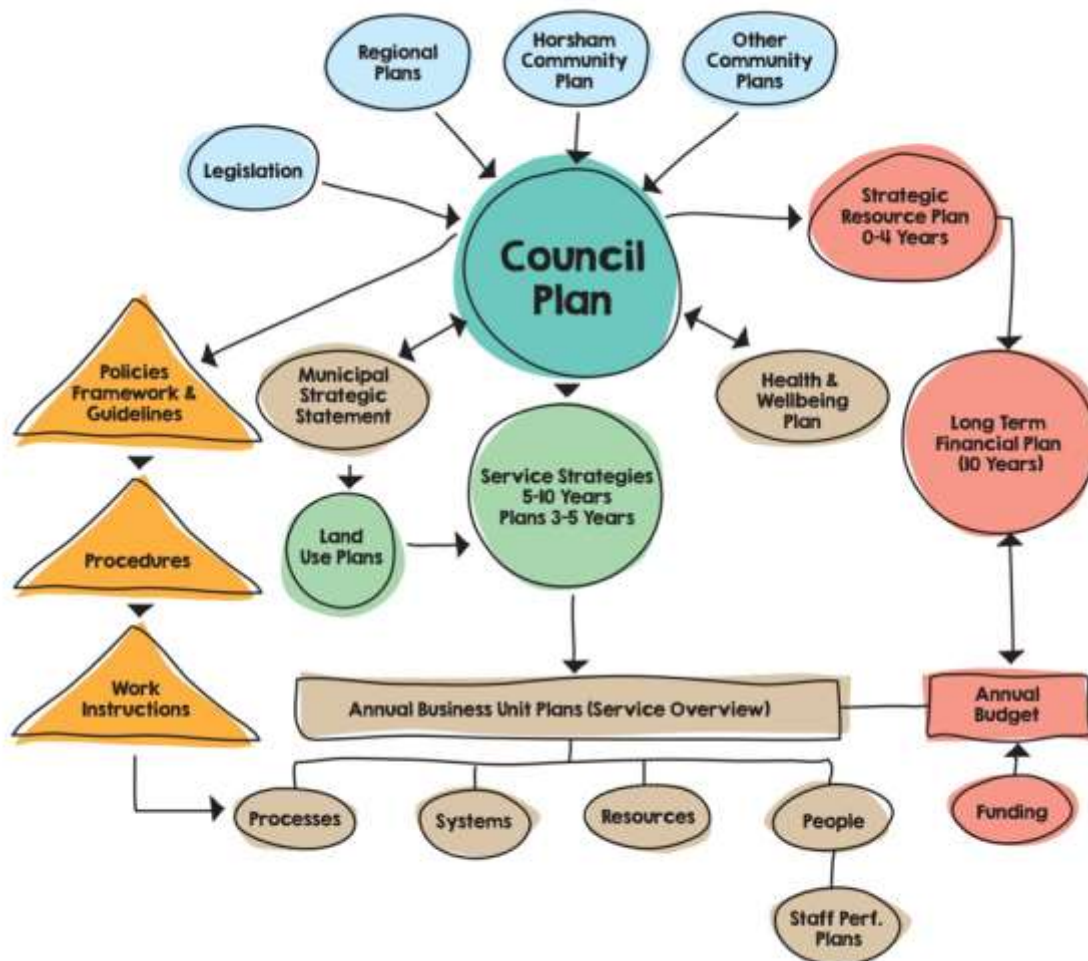 Regional
Plans
Horsham
Community
Plan
Other
Community
Plans
Legislation
Council
Plan
Strategic
Resource Plan
0-4 Years
Policies
Framework &
Guidelines
Municipal
Strategic
Statement
Health &
Wellbeing
Plan
Long Term
Financial Plan
(10 Years)
Service Strategies
5-10 Years
Plans 3-5 Years
Land
Use Plans
Procedures
Work
Instructions
Annual Business Unit Plans (Service Overview)
Annual
Budget
Processes
Systems
Resources
People
Funding
Staff Perf.
Plans